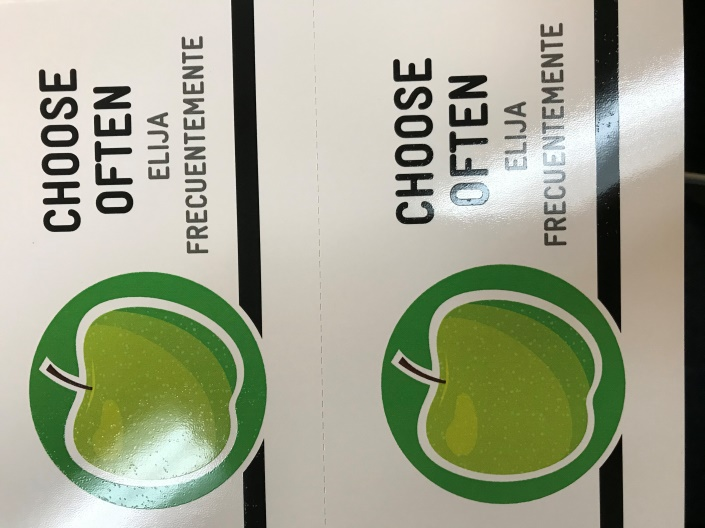 CHOOSE
OFTEN
ELIJA
FRECUENTEMENTE
CHOOSE
OFTEN
ELIJA
FRECUENTEMENTE